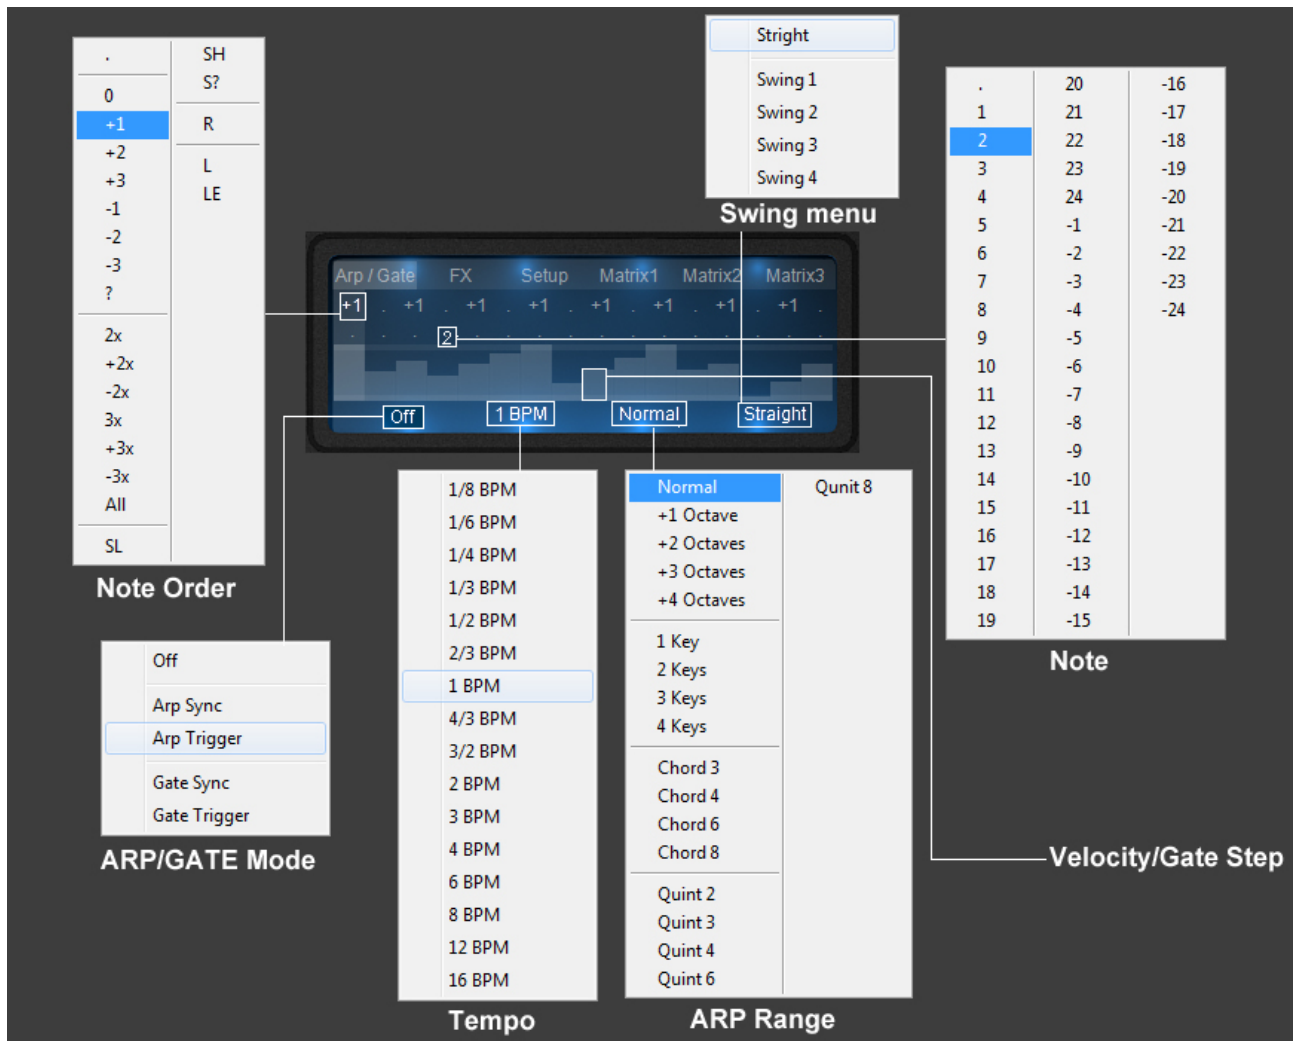 .
0
+1
+2
+3
-1
-2
-3
?
2x
+2x
-2x
3x
+3x
-3x
All
SL
SH
S?
R
L
LE
Note Order
Stright
Swing 1
Swing 2
Swing 3
Swing 4
Swing menu
.
1
2
3
4
5
6
7
8
9
10
11
12
13
14
15
16
17
18
19
20
21
22
23
24
-1
-2
-3
-4
-5
-6
-7
-8
-9
-10
-11
-12
-13
-14
-15
-16
-17
-18
-19
-20
-21
-22
-23
-24
Note
Arp / Gate FX Setup Matrix1 Matrix2 Matrix3
+1 . +1 . +1 . +1 . +1 . +1 . +1 . +1 .
. . . 2 . . . . . . . . . . . .
Off 1 BPM Normal Straight
Off
Arp Sync
Arp Trigger
Gate Sync
Gate Trigger
ARP/GATE Mode
1/8 BPM
1/6 BPM
1/4 BPM
1/3 BPM
1/2 BPM
2/3 BPM
1 BPM
4/3 BPM
3/2 BPM
2 BPM
3 BPM
4 BPM
6 BPM
8 BPM
12 BPM
16 BPM
Tempo
Normal
+1 Octave
+2 Octaves
+3 Octaves
+4 Octaves
1 Key
2 Keys
3 Keys
4 Keys
Chord 3
Chord 4
Chord 6
Chord 8
Quint 2
Quint 3
Quint 4
Quint 6
Qunit 8
ARP Range
Velocity/Gate Step